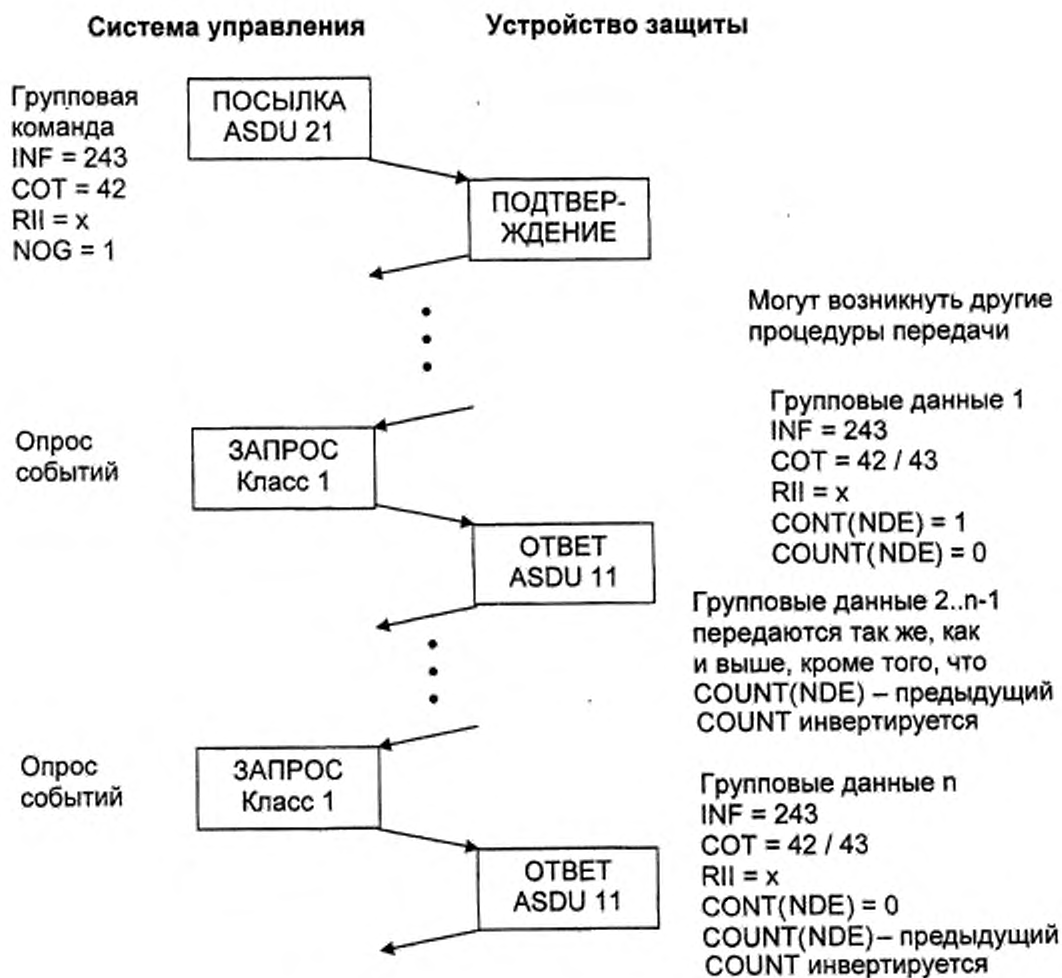 Система управления
Устройство защиты
Групповая
команда
INF = 243
COT = 42
RII = x
NOG = 1
ПОСЫЛКА
ASDU 21
ПОДТВЕР-
ЖДЕНИЕ
Могут возникнуть другие
процедуры передачи
Опрос
событий
ЗАПРОС
Класс 1
Групповые данные 1
INF = 243
COT = 42 / 43
RII = x
CONT(NDE) = 1
COUNT(NDE) = 0
ОТВЕТ
ASDU 11
Групповые данные 2..n-1
передаются так же, как
и выше, кроме того, что
COUNT(NDE) – предыдущий
COUNT инвертируется
Опрос
событий
ЗАПРОС
Класс 1
Групповые данные n
INF = 243
COT = 42 / 43
RII = x
CONT(NDE) = 0
COUNT(NDE) – предыдущий
COUNT инвертируется
ОТВЕТ
ASDU 11